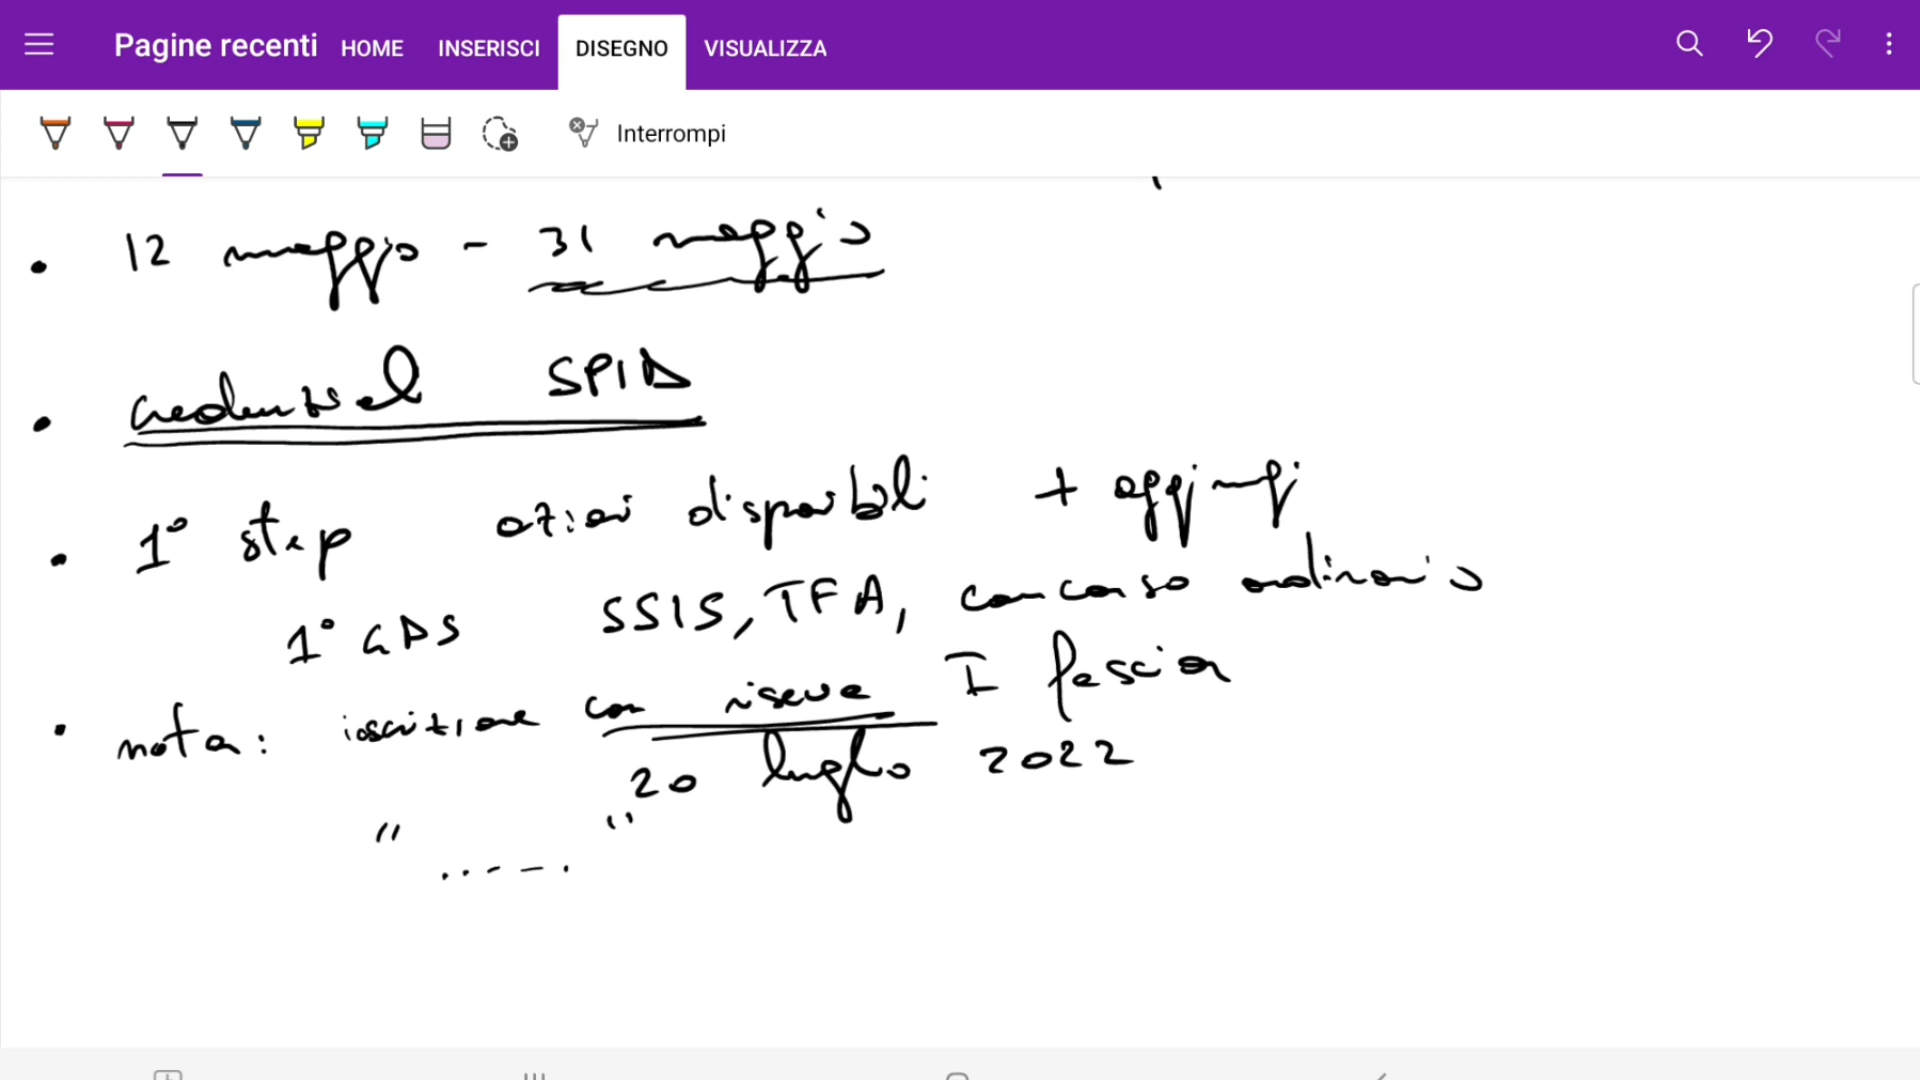 Pagine recenti HOME INSERISCI DISEGNO VISUALIZZA
Interrompi
• 12 maggio - 31 maggio
• credenziali SPID
• 1° step azioni disponibili + aggiungi
1° GPS SSIS, TFA, concorso ordinario
• nota: iscrizione con riserva I fascia
20 luglio 2022
" ..--. "